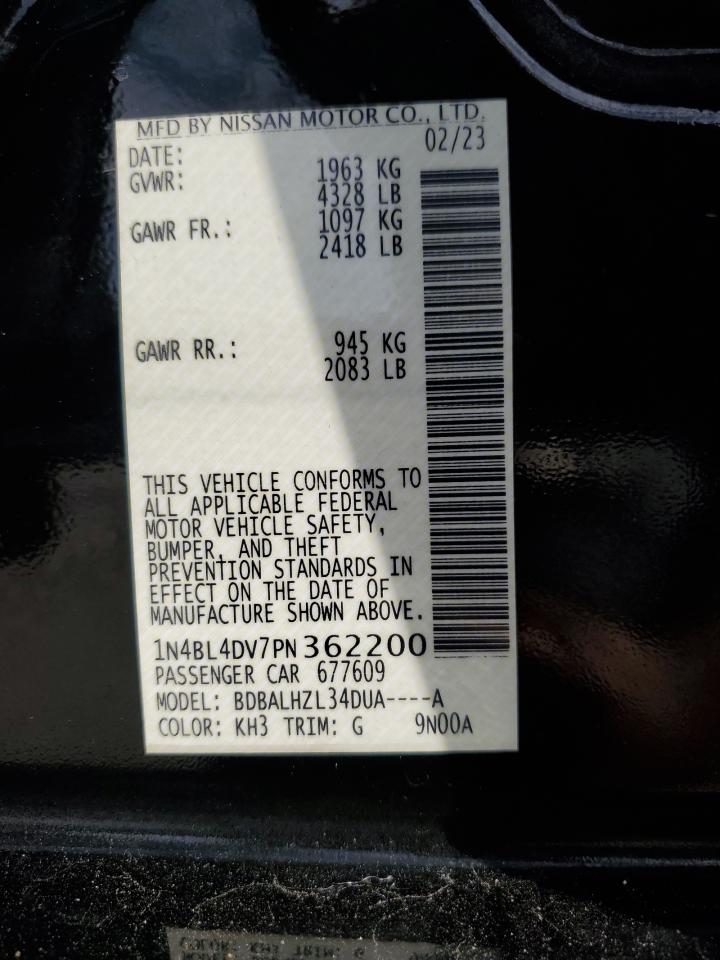 MFD BY NISSAN MOTOR CO., LTD.
DATE: 02/23
GVWR: 1963 KG
4328 LB
GAWR FR.: 1097 KG
2418 LB
GAWR RR.: 945 KG
2083 LB
THIS VEHICLE CONFORMS TO
ALL APPLICABLE FEDERAL
MOTOR VEHICLE SAFETY,
BUMPER, AND THEFT
PREVENTION STANDARDS IN
EFFECT ON THE DATE OF
MANUFACTURE SHOWN ABOVE.
1N4BL4DV7PN362200
PASSENGER CAR 677609
MODEL: BDBALHZL34DUA----A
COLOR: KH3 TRIM: G 9N00A
COLOR: KH3 TRIM: G